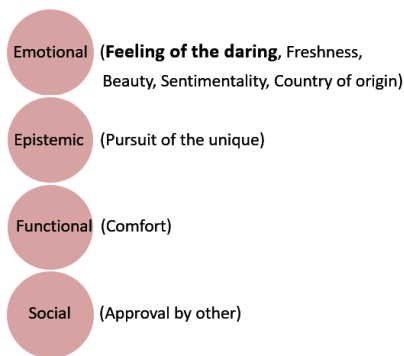 Emotional (Feeling of the daring, Freshness,
Beauty, Sentimentality, Country of origin)
Epistemic (Pursuit of the unique)
Functional (Comfort)
Social (Approval by other)